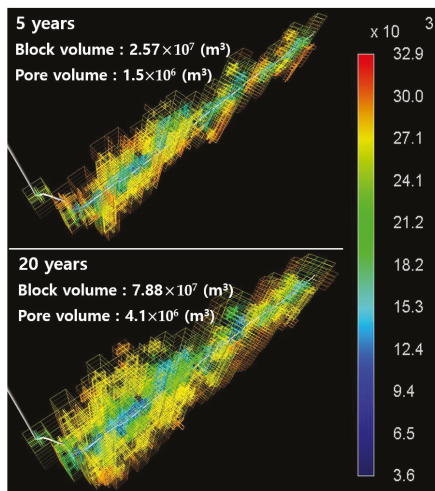 5 years
Block volume : 2.57×10⁷ (m³)
Pore volume : 1.5×10⁶ (m³)
20 years
Block volume : 7.88×10⁷ (m³)
Pore volume : 4.1×10⁶ (m³)
x 10 3
32.9
30.0
27.1
24.1
21.2
18.2
15.3
12.4
9.4
6.5
3.6